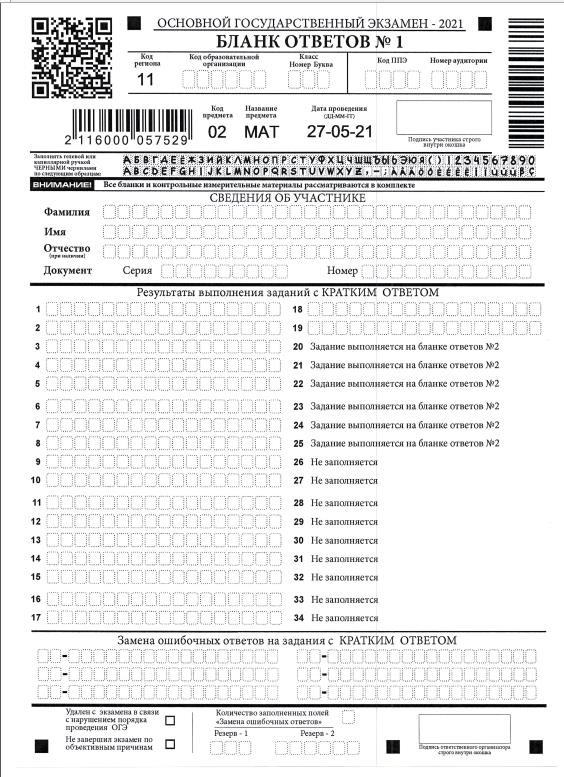 ОСНОВНОЙ ГОСУДАРСТВЕННЫЙ ЭКЗАМЕН - 2021
БЛАНК ОТВЕТОВ № 1
Код региона
11
Код образовательной организации
Класс
Номер Буква
Код ППЭ
Номер аудитории
2 116000 057529
Код предмета
02
Название предмета
МАТ
Дата проведения (ДД-ММ-ГГ)
27-05-21
Подпись участника строго внутри окошка
Заполнять гелевой или
капиллярной ручкой
ЧЕРНЫМИ чернилами
по следующим образцам:
АБВГДЕЁЖЗИЙКЛМНОПРСТУФХЦЧШЩЪЫЬЭЮЯ()1234567890
ABCDEFGHIJKLMNOPQRSTUVWXYZ
ВНИМАНИЕ! Все бланки и контрольные измерительные материалы рассматриваются в комплекте
СВЕДЕНИЯ ОБ УЧАСТНИКЕ
Фамилия
Имя
Отчество
(при наличии)
Документ Серия Номер
Результаты выполнения заданий с КРАТКИМ ОТВЕТОМ
1
2
3
4
5
6
7
8
9
10
11
12
13
14
15
16
17
18
19
20 Задание выполняется на бланке ответов №2
21 Задание выполняется на бланке ответов №2
22 Задание выполняется на бланке ответов №2
23 Задание выполняется на бланке ответов №2
24 Задание выполняется на бланке ответов №2
25 Задание выполняется на бланке ответов №2
26 Не заполняется
27 Не заполняется
28 Не заполняется
29 Не заполняется
30 Не заполняется
31 Не заполняется
32 Не заполняется
33 Не заполняется
34 Не заполняется
Замена ошибочных ответов на задания с КРАТКИМ ОТВЕТОМ
Удален с экзамена в связи
с нарушением порядка
проведения ОГЭ
Не завершил экзамен по
объективным причинам
Количество заполненных полей
«Замена ошибочных ответов»
Резерв - 1 Резерв - 2
Подпись ответственного организатора
строго внутри окошка